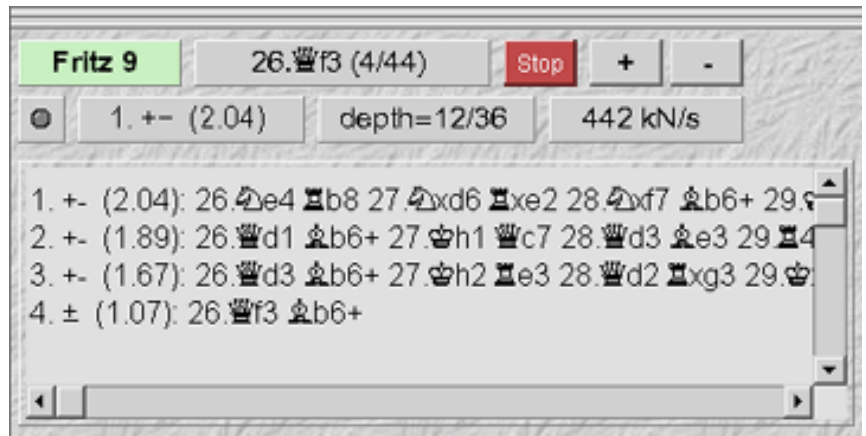 Fritz 9 26.♛f3 (4/44) Stop + -
1. +− (2.04) depth=12/36 442 kN/s
1. +- (2.04): 26.♘e4 ♜b8 27.♘xd6 ♜xe2 28.♘xf7 ♝b6+ 29.
2. +- (1.89): 26.♛d1 ♝b6+ 27.♚h1 ♛c7 28.♛d3 ♝e3 29.♜4
3. +- (1.67): 26.♛d3 ♝b6+ 27.♚h2 ♜e3 28.♛d2 ♜xg3 29.♚
4. ± (1.07): 26.♛f3 ♝b6+